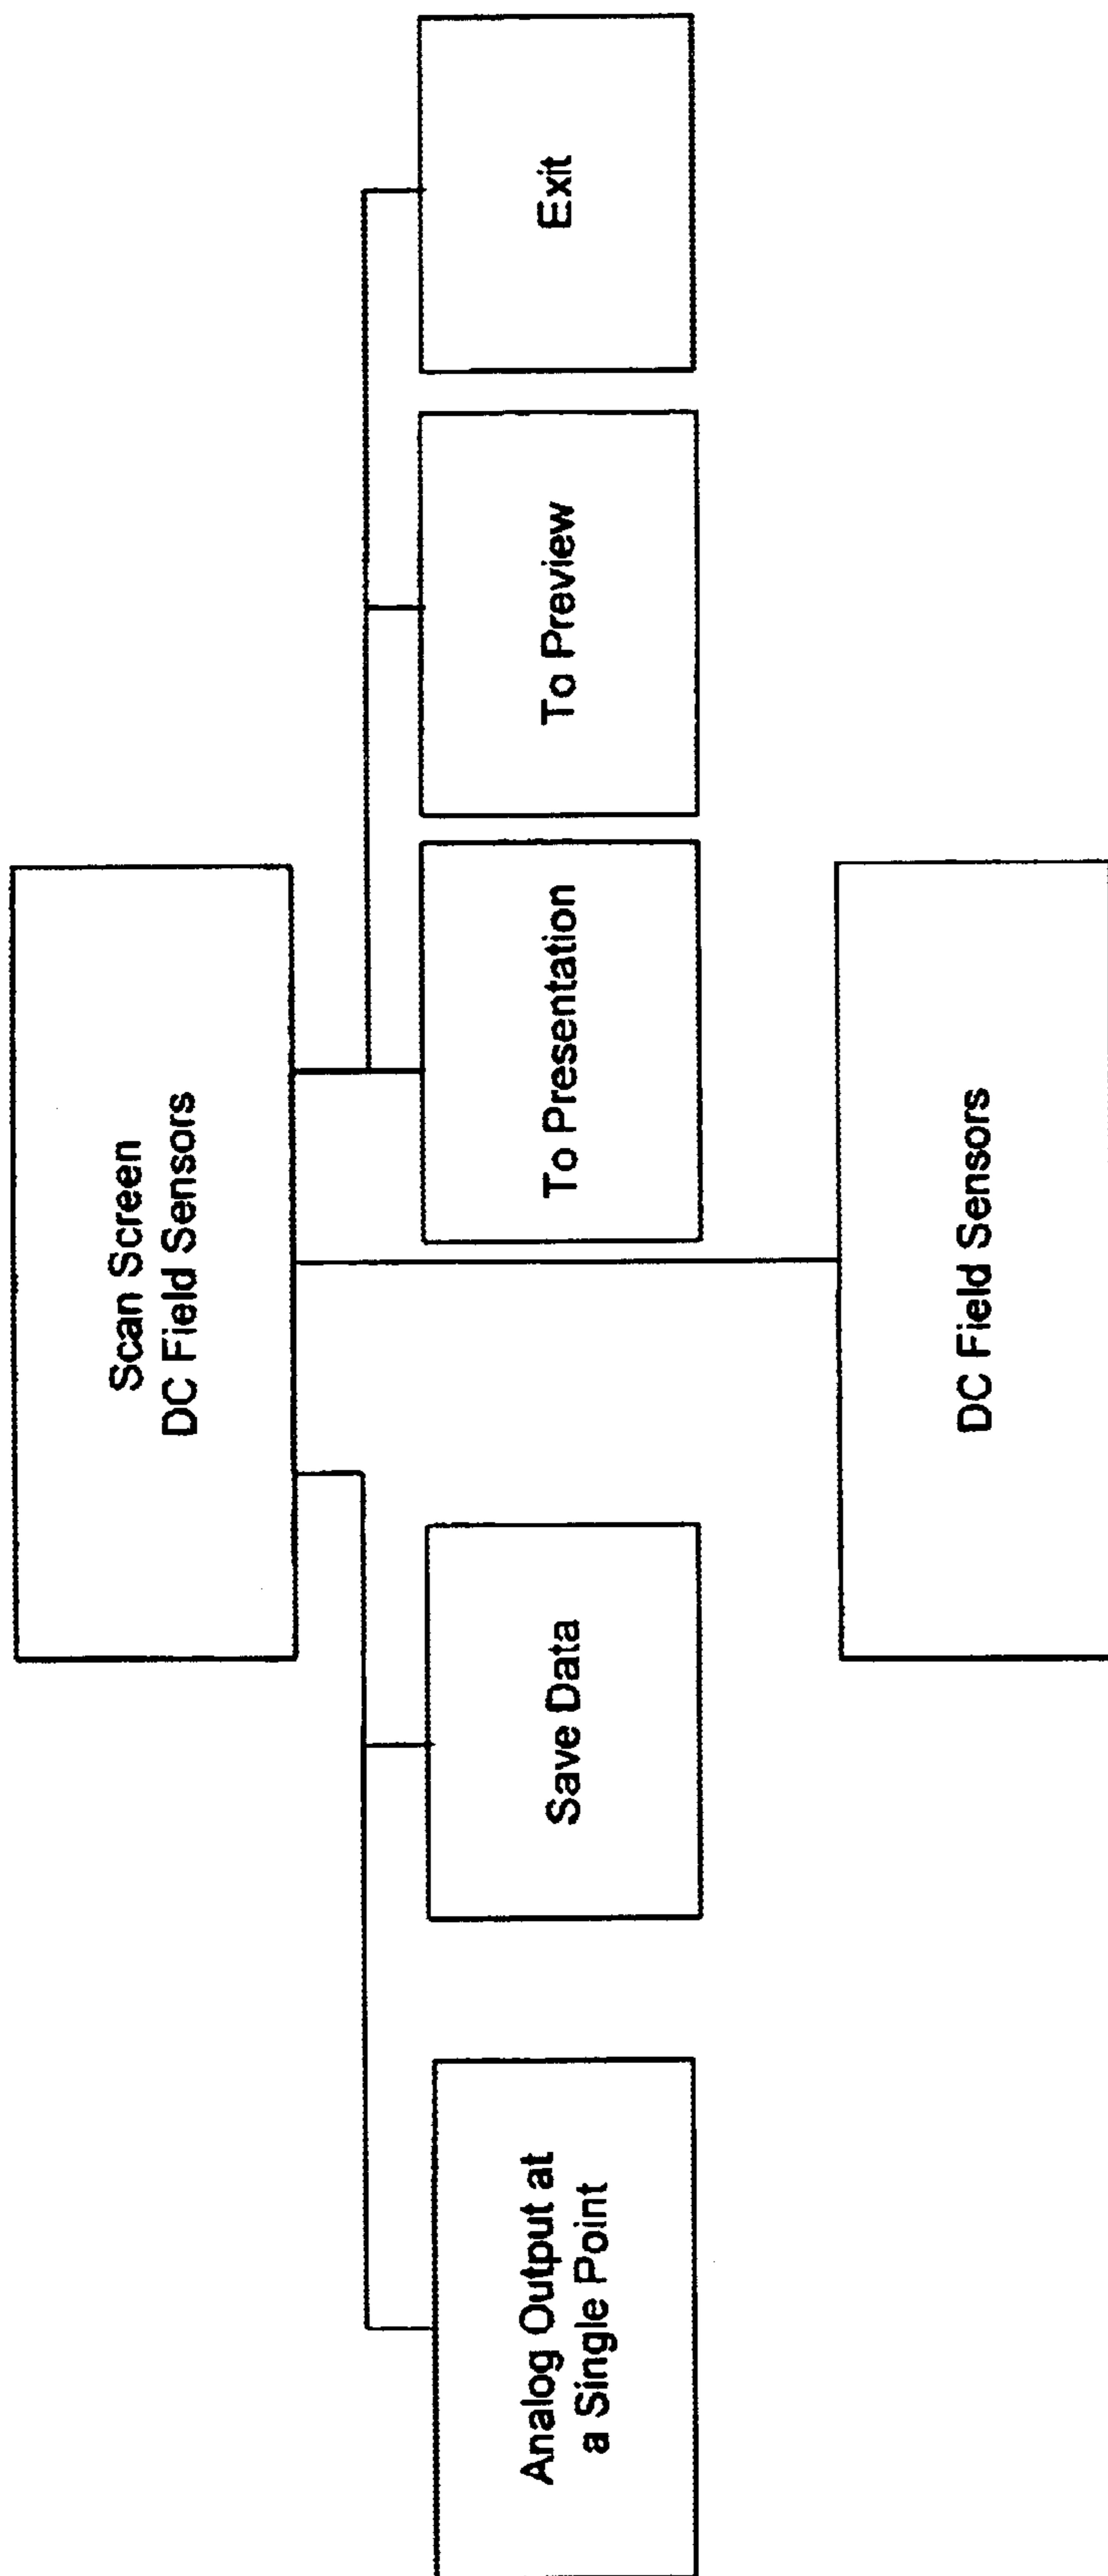 Scan Screen
DC Field Sensors
Analog Output at
a Single Point
Save Data
To Presentation
To Preview
Exit
DC Field Sensors